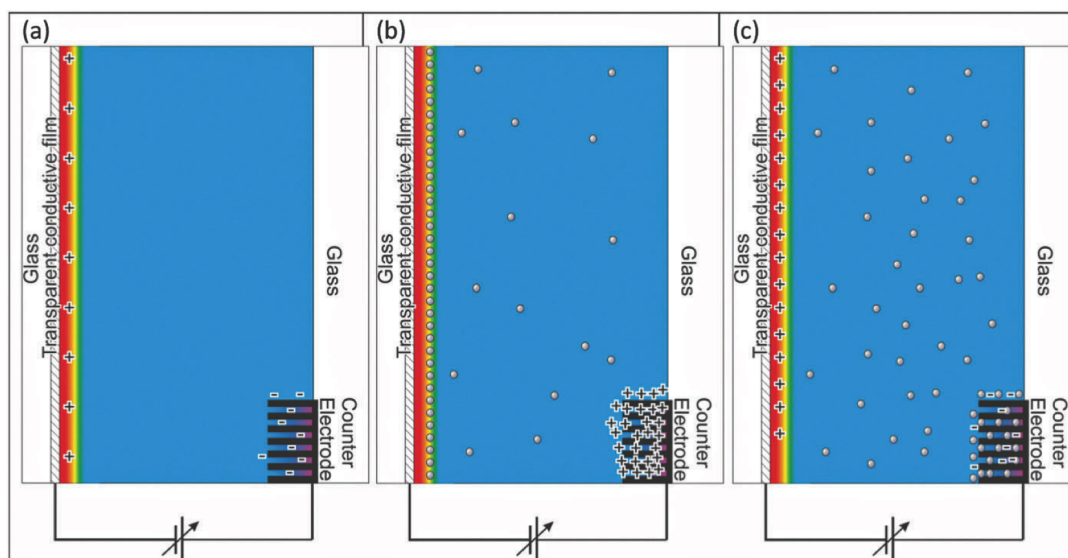 (a)
Glass
Transparent conductive film
Glass
Counter
Electrode
(b)
Glass
Transparent conductive film
Glass
Counter
Electrode
(c)
Glass
Transparent conductive film
Glass
Counter
Electrode